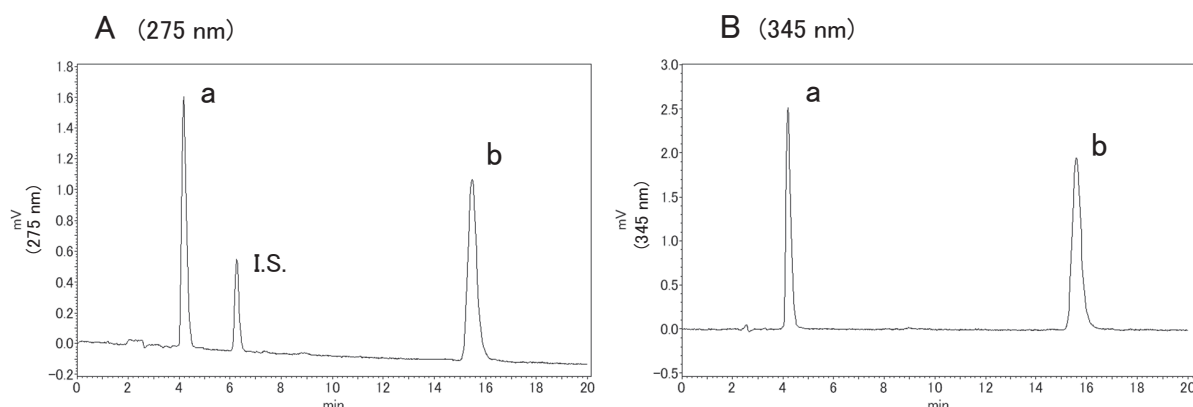 A (275 nm)
1.8
1.6
1.4
1.2
1.0
0.8
0.6
0.4
0.2
0.0
−0.2
mV
(275 nm)
a
I.S.
b
0 2 4 6 8 10 12 14 16 18 20
min
B (345 nm)
3.0
2.5
2.0
1.5
1.0
0.5
0.0
−0.5
mV
(345 nm)
a
b
0 2 4 6 8 10 12 14 16 18 20
min